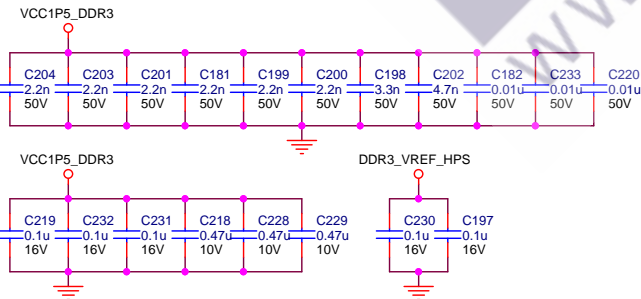 VCC1P5_DDR3
C204 C203 C201 C181 C199 C200 C198 C202 C182 C233 C220
2.2n 2.2n 2.2n 2.2n 2.2n 2.2n 3.3n 4.7n 0.01u 0.01u 0.01u
50V 50V 50V 50V 50V 50V 50V 50V 50V 50V 50V
VCC1P5_DDR3 DDR3_VREF_HPS
C219 C232 C231 C218 C228 C229 C230 C197
0.1u 0.1u 0.1u 0.47u 0.47u 0.47u 0.1u 0.1u
16V 16V 16V 10V 10V 10V 16V 16V